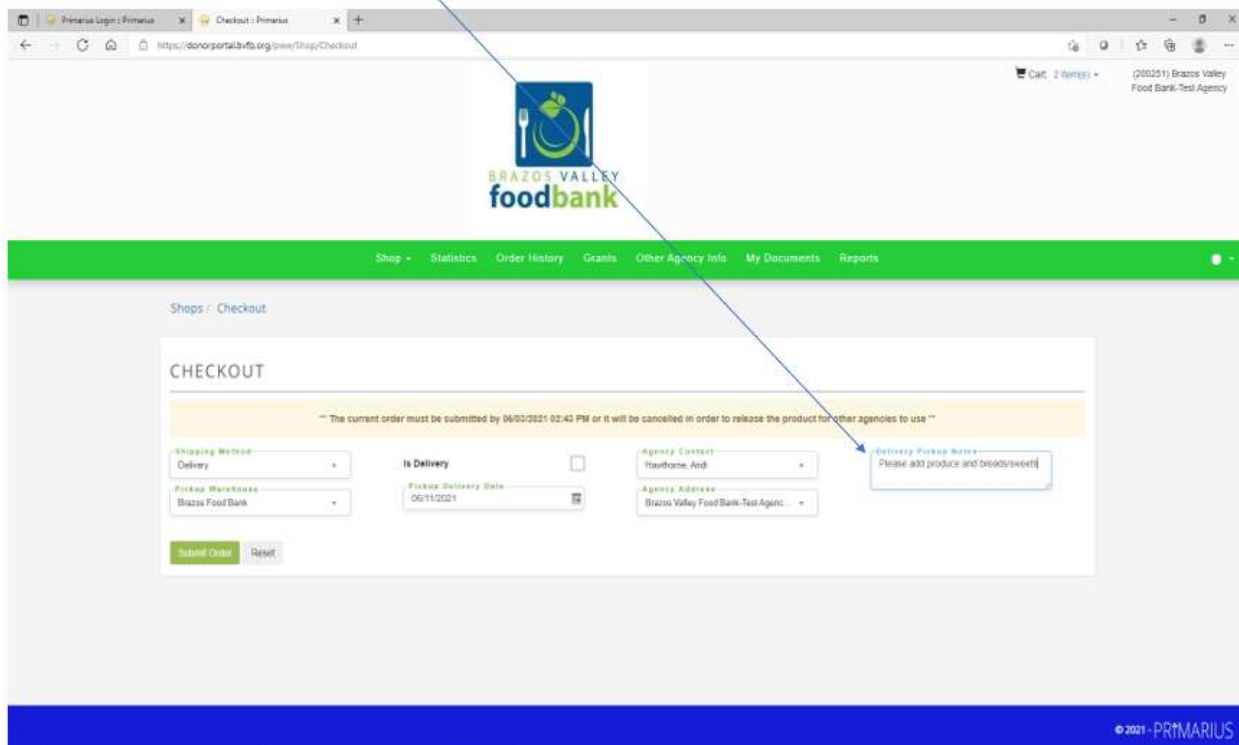 Primarius Login : Primarius
Checkout :: Primarius
https://donorportal.bvfb.org/pww/Shop/Checkout
Cart: 2 item(s)
(200251) Brazos Valley
Food Bank-Test Agency
BRAZOS VALLEY
foodbank
Shop Statistics Order History Grants Other Agency Info My Documents Reports
Shops / Checkout
CHECKOUT
** The current order must be submitted by 06/03/2021 02:43 PM or it will be cancelled in order to release the product for other agencies to use **
Shipping Method
Delivery
Is Delivery
Agency Contact
Hawthorne, Andi
Delivery Pickup Notes
Please add produce and breads/sweets
Pickup Warehouse
Brazos Food Bank
Pickup Delivery Date
06/11/2021
Agency Address
Brazos Valley Food Bank-Test Agenc...
Submit Order Reset
© 2021 - PRIMARIUS